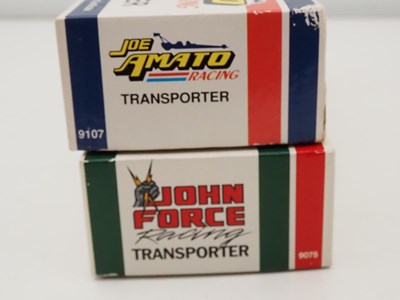 JOE
AMATO
RACING
TRANSPORTER
9107
JOHN
FORCE
Racing
TRANSPORTER
9075